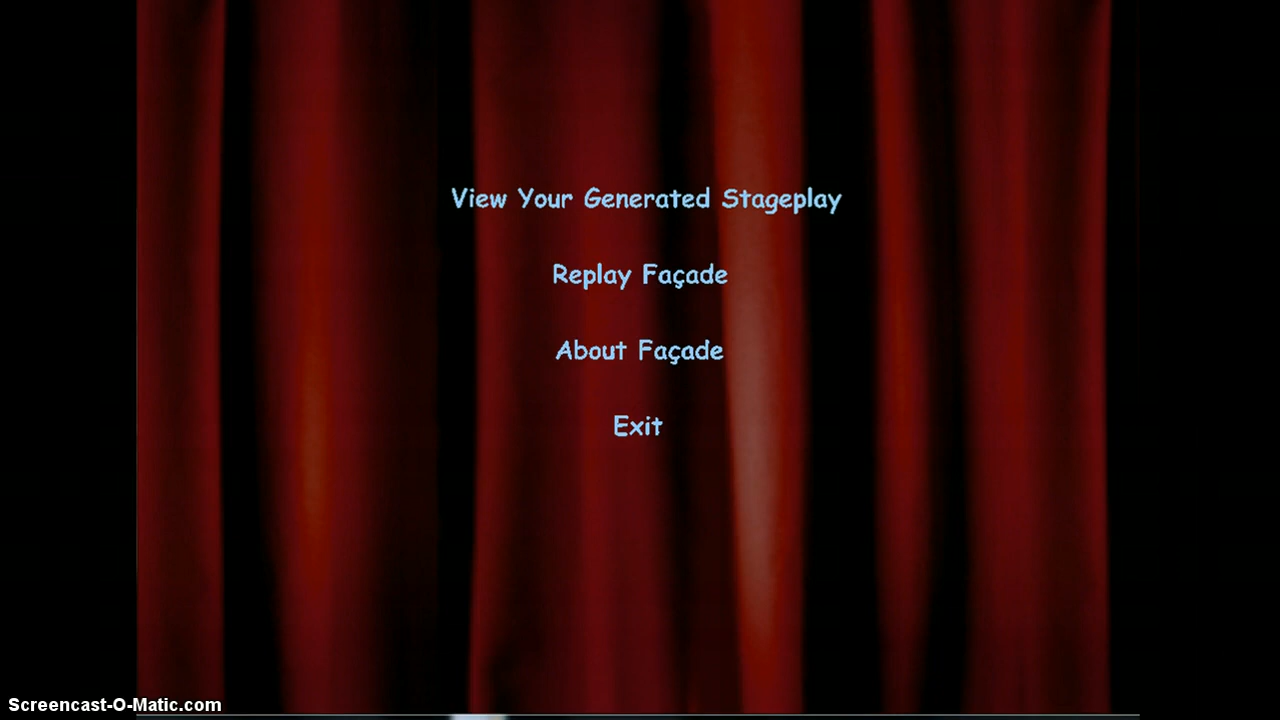 View Your Generated Stageplay
Replay Façade
About Façade
Exit
Screencast-O-Matic.com